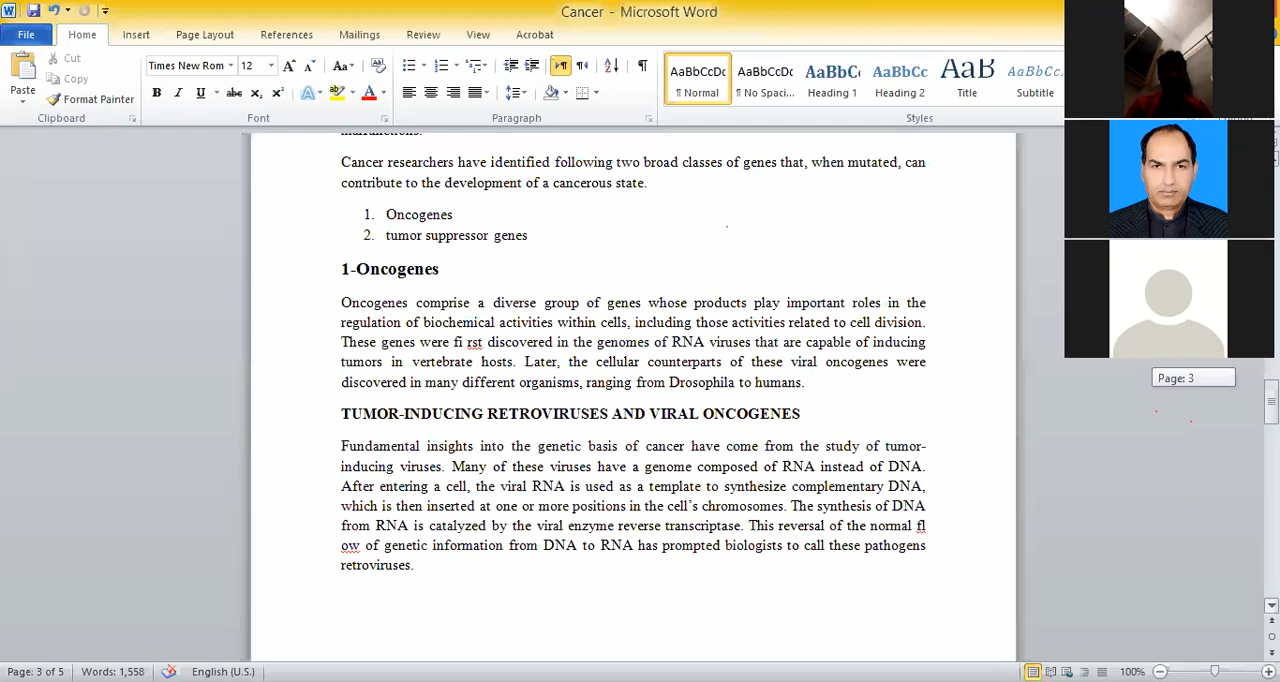 Cancer - Microsoft Word
File Home Insert Page Layout References Mailings Review View Acrobat
Paste
Cut
Copy
Format Painter
Clipboard
Times New Rom 12
Font
Paragraph
AaBbCcDc AaBbCcDc AaBbC AaBbCc AaB AaBbCc
¶ Normal ¶ No Spaci... Heading 1 Heading 2 Title Subtitle
Styles
malfunctions.
Cancer researchers have identified following two broad classes of genes that, when mutated, can
contribute to the development of a cancerous state.
1. Oncogenes
2. tumor suppressor genes
1-Oncogenes
Oncogenes comprise a diverse group of genes whose products play important roles in the
regulation of biochemical activities within cells, including those activities related to cell division.
These genes were fi rst discovered in the genomes of RNA viruses that are capable of inducing
tumors in vertebrate hosts. Later, the cellular counterparts of these viral oncogenes were
discovered in many different organisms, ranging from Drosophila to humans.
TUMOR-INDUCING RETROVIRUSES AND VIRAL ONCOGENES
Fundamental insights into the genetic basis of cancer have come from the study of tumor-
inducing viruses. Many of these viruses have a genome composed of RNA instead of DNA.
After entering a cell, the viral RNA is used as a template to synthesize complementary DNA,
which is then inserted at one or more positions in the cell's chromosomes. The synthesis of DNA
from RNA is catalyzed by the viral enzyme reverse transcriptase. This reversal of the normal fl
ow of genetic information from DNA to RNA has prompted biologists to call these pathogens
retroviruses.
Page: 3
Page: 3 of 5 Words: 1,558 English (U.S.) 100%